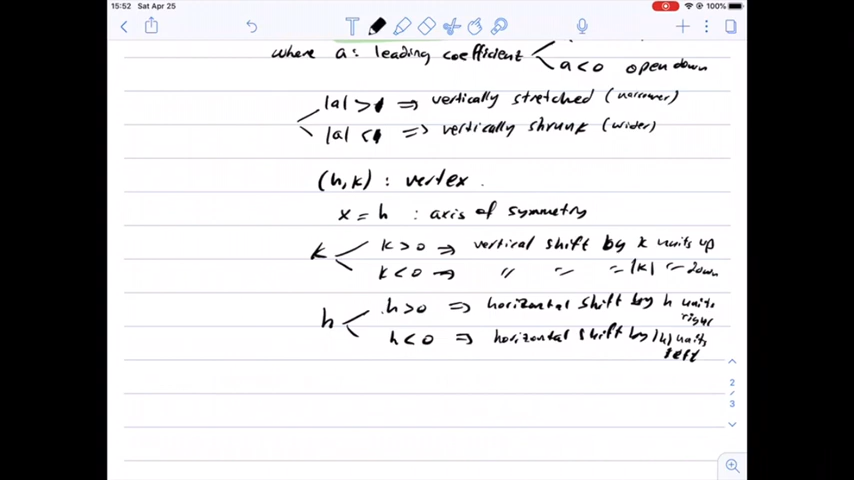 15:52 Sat Apr 25
100%
where a: leading coefficient
a<0 open down
|a| > 1 ⇒ vertically stretched (narrower)
|a| < 1 ⇒ vertically shrunk (wider)
(h, k) : vertex.
x = h : axis of symmetry
k
k > 0 ⇒ vertical shift by k units up
k < 0 ⇒ " " " |k| " down
h
h > 0 ⇒ horizontal shift by h units
right
h < 0 ⇒ horizontal shift by |h| units
left
2
3